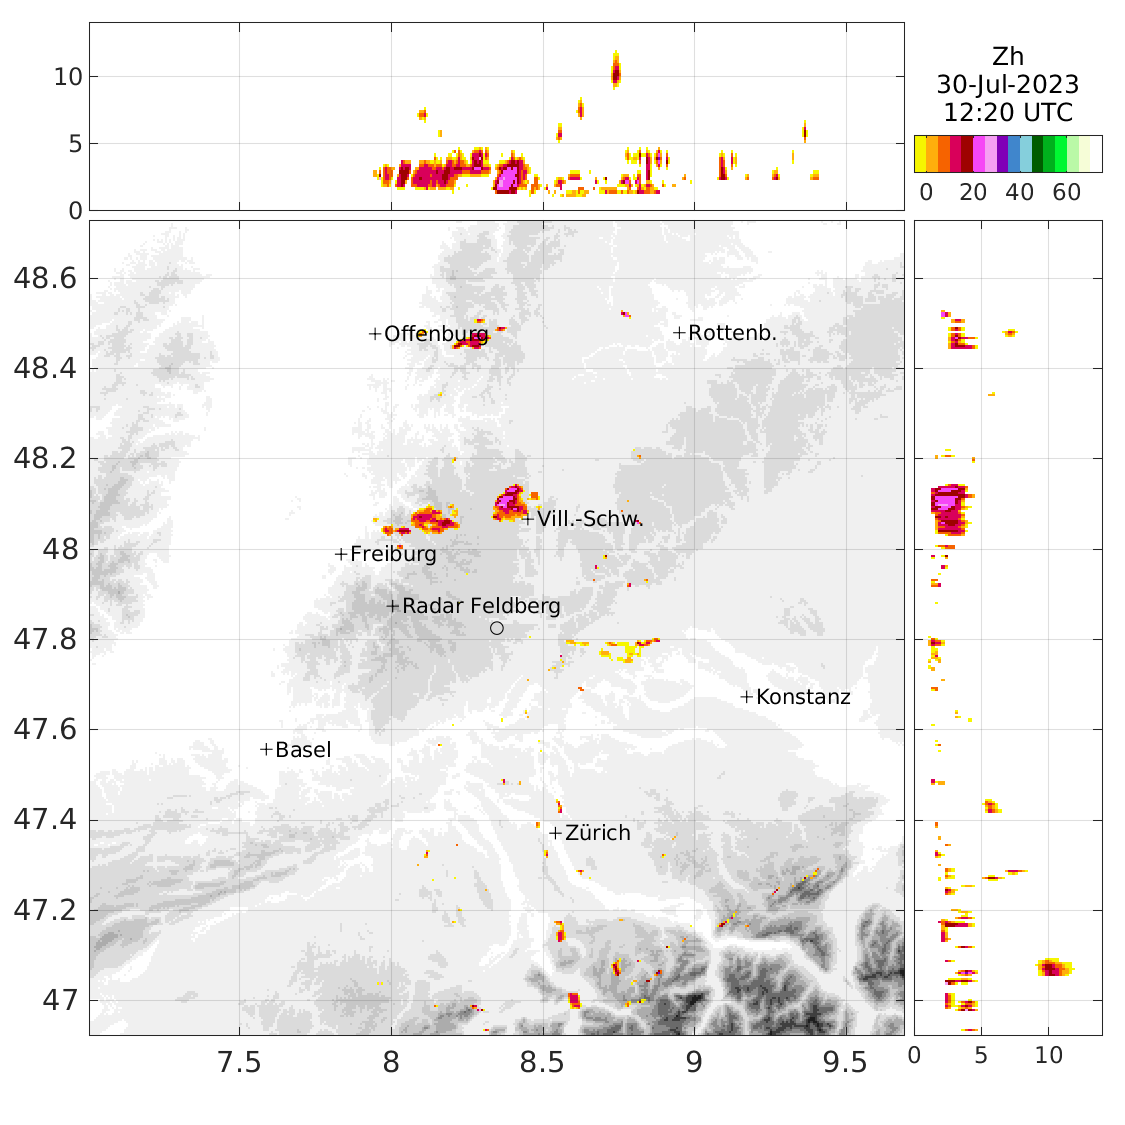 10
5
0
Zh
30-Jul-2023
12:20 UTC
0 20 40 60
48.6
48.4
48.2
48
47.8
47.6
47.4
47.2
47
+Offenburg
+Rottenb.
+Vill.-Schw.
+Freiburg
+Radar Feldberg
+Konstanz
+Basel
+Zürich
7.5 8 8.5 9 9.5
0 5 10